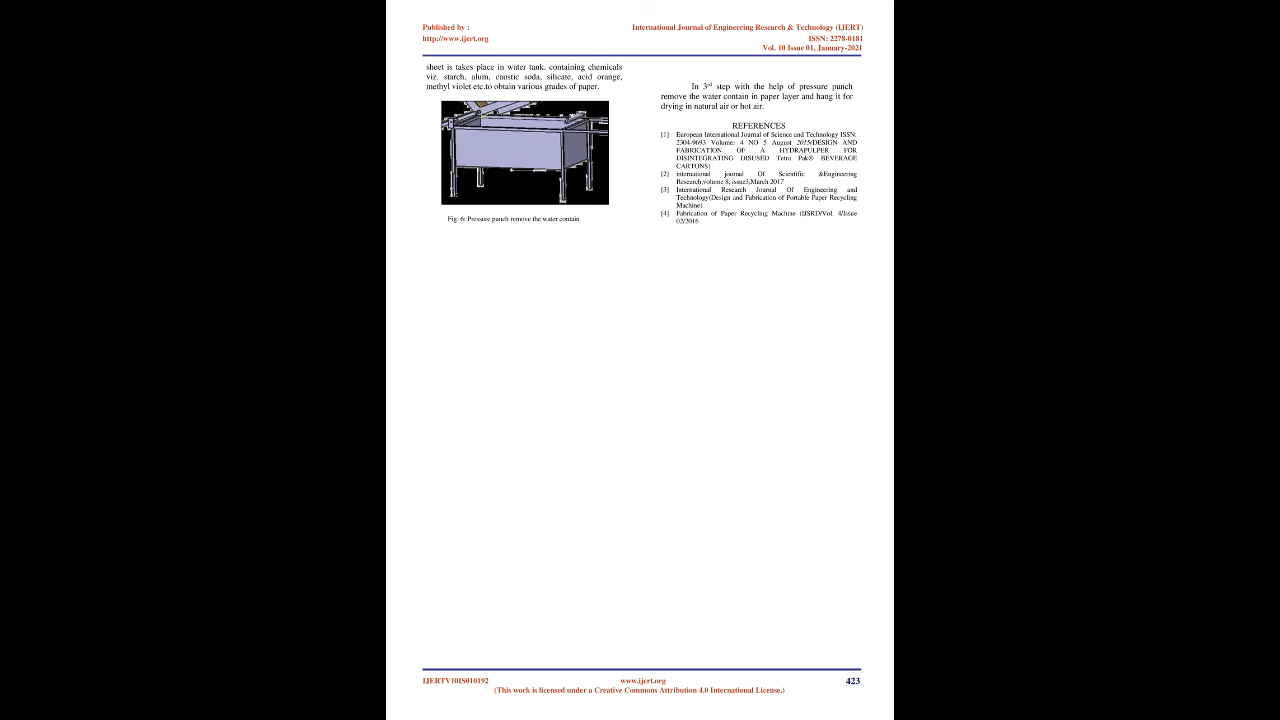 Published by :
http://www.ijert.org
International Journal of Engineering Research & Technology (IJERT)
ISSN: 2278-0181
Vol. 10 Issue 01, January-2021
sheet is takes place in water tank. containing chemicals
viz. starch, alum, caustic soda, silicate, acid orange,
methyl violet etc.to obtain various grades of paper.
Fig. 6: Pressure punch remove the water contain
In 3rd step with the help of pressure punch
remove the water contain in paper layer and hang it for
drying in natural air or hot air.
REFERENCES
[1] European International Journal of Science and Technology ISSN:
2304-9693 Volume: 4 NO 5 August 2015(DESIGN AND
FABRICATION OF A HYDRAPULPER FOR
DISINTEGRATING DISUSED Tetra Pak® BEVERAGE
CARTONS)
[2] international journal Of Scientific &Engineering
Research,volume 8, issue3,March 2017
[3] International Research Journal Of Engineering and
Technology(Design and Fabrication of Portable Paper Recycling
Machine)
[4] Fabrication of Paper Recycling Machine (IJSRD/Vol. 4/Issue
02/2016
IJERTV10IS010192
www.ijert.org
423
(This work is licensed under a Creative Commons Attribution 4.0 International License.)